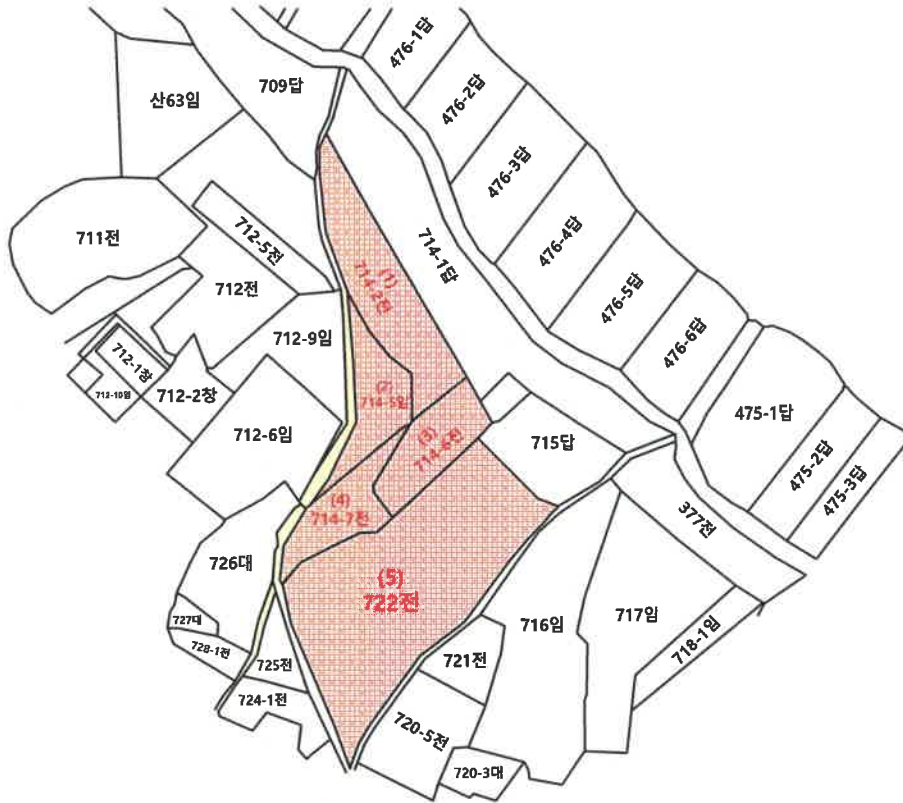 476-1답
709답
476-2답
산63임
476-3답
711전
712-5전
714-1답
476-4답
(1)
714-2전
712전
476-5답
712-9임
476-6답
712-1창
712-10임
712-2창
(2)
714-5임
712-6임
(3)
714-6전
715답
475-1답
475-2답
475-3답
(4)
714-7전
377전
726대
(5)
722전
727대
716임
717임
718-1임
728-1전
725전
721전
724-1전
720-5전
720-3대